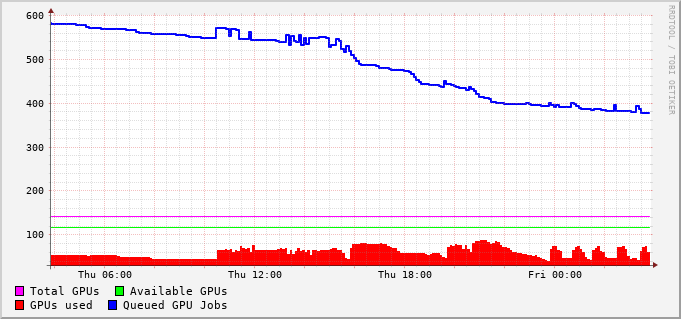 600
500
400
300
200
100
Thu 06:00 Thu 12:00 Thu 18:00 Fri 00:00
Total GPUs Available GPUs
GPUs used Queued GPU Jobs
RRDTOOL / TOBI OETIKER